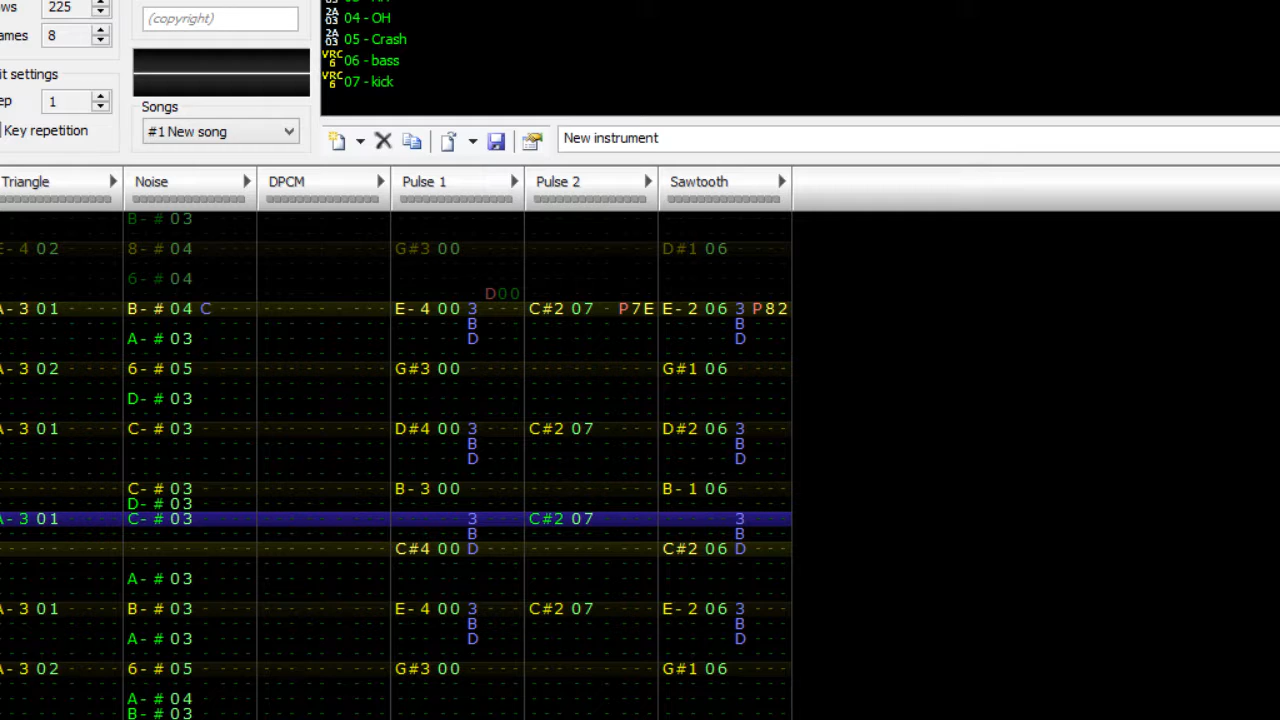 ws 225
(copyright)
ames 8
it settings
ep 1
Key repetition
Songs
#1 New song
2A03 04 - OH
2A03 05 - Crash
VRC6 06 - bass
VRC6 07 - kick
New instrument
Triangle Noise DPCM Pulse 1 Pulse 2 Sawtooth
B-# 03
E-4 02 8-# 04 G#3 00 D#1 06
6-# 04
D00
A-3 01 B-# 04 C E-4 00 3 C#2 07 P7E E-2 06 3 P82
B B
A-# 03 D D
A-3 02 6-# 05 G#3 00 G#1 06
D-# 03
A-3 01 C-# 03 D#4 00 3 C#2 07 D#2 06 3
B B
D D
C-# 03 B-3 00 B-1 06
D-# 03
A-3 01 C-# 03 3 C#2 07 3
B B
C#4 00 D C#2 06 D
A-# 03
A-3 01 B-# 03 E-4 00 3 C#2 07 E-2 06 3
B B
A-# 03 D D
A-3 02 6-# 05 G#3 00 G#1 06
A-# 04
B-# 03